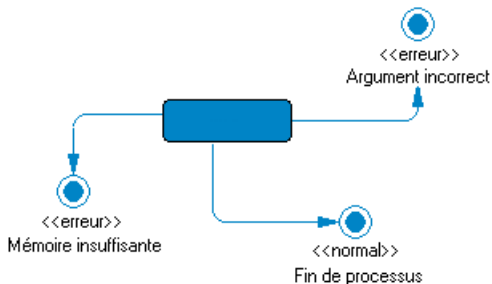 <<erreur>>
Argument incorrect
<<erreur>>
Mémoire insuffisante
<<normal>>
Fin de processus